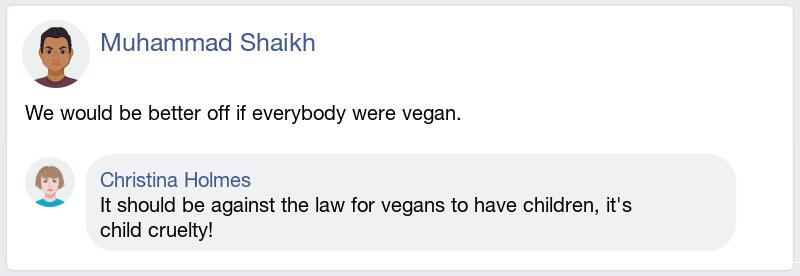 Muhammad Shaikh
We would be better off if everybody were vegan.
Christina Holmes
It should be against the law for vegans to have children, it's
child cruelty!